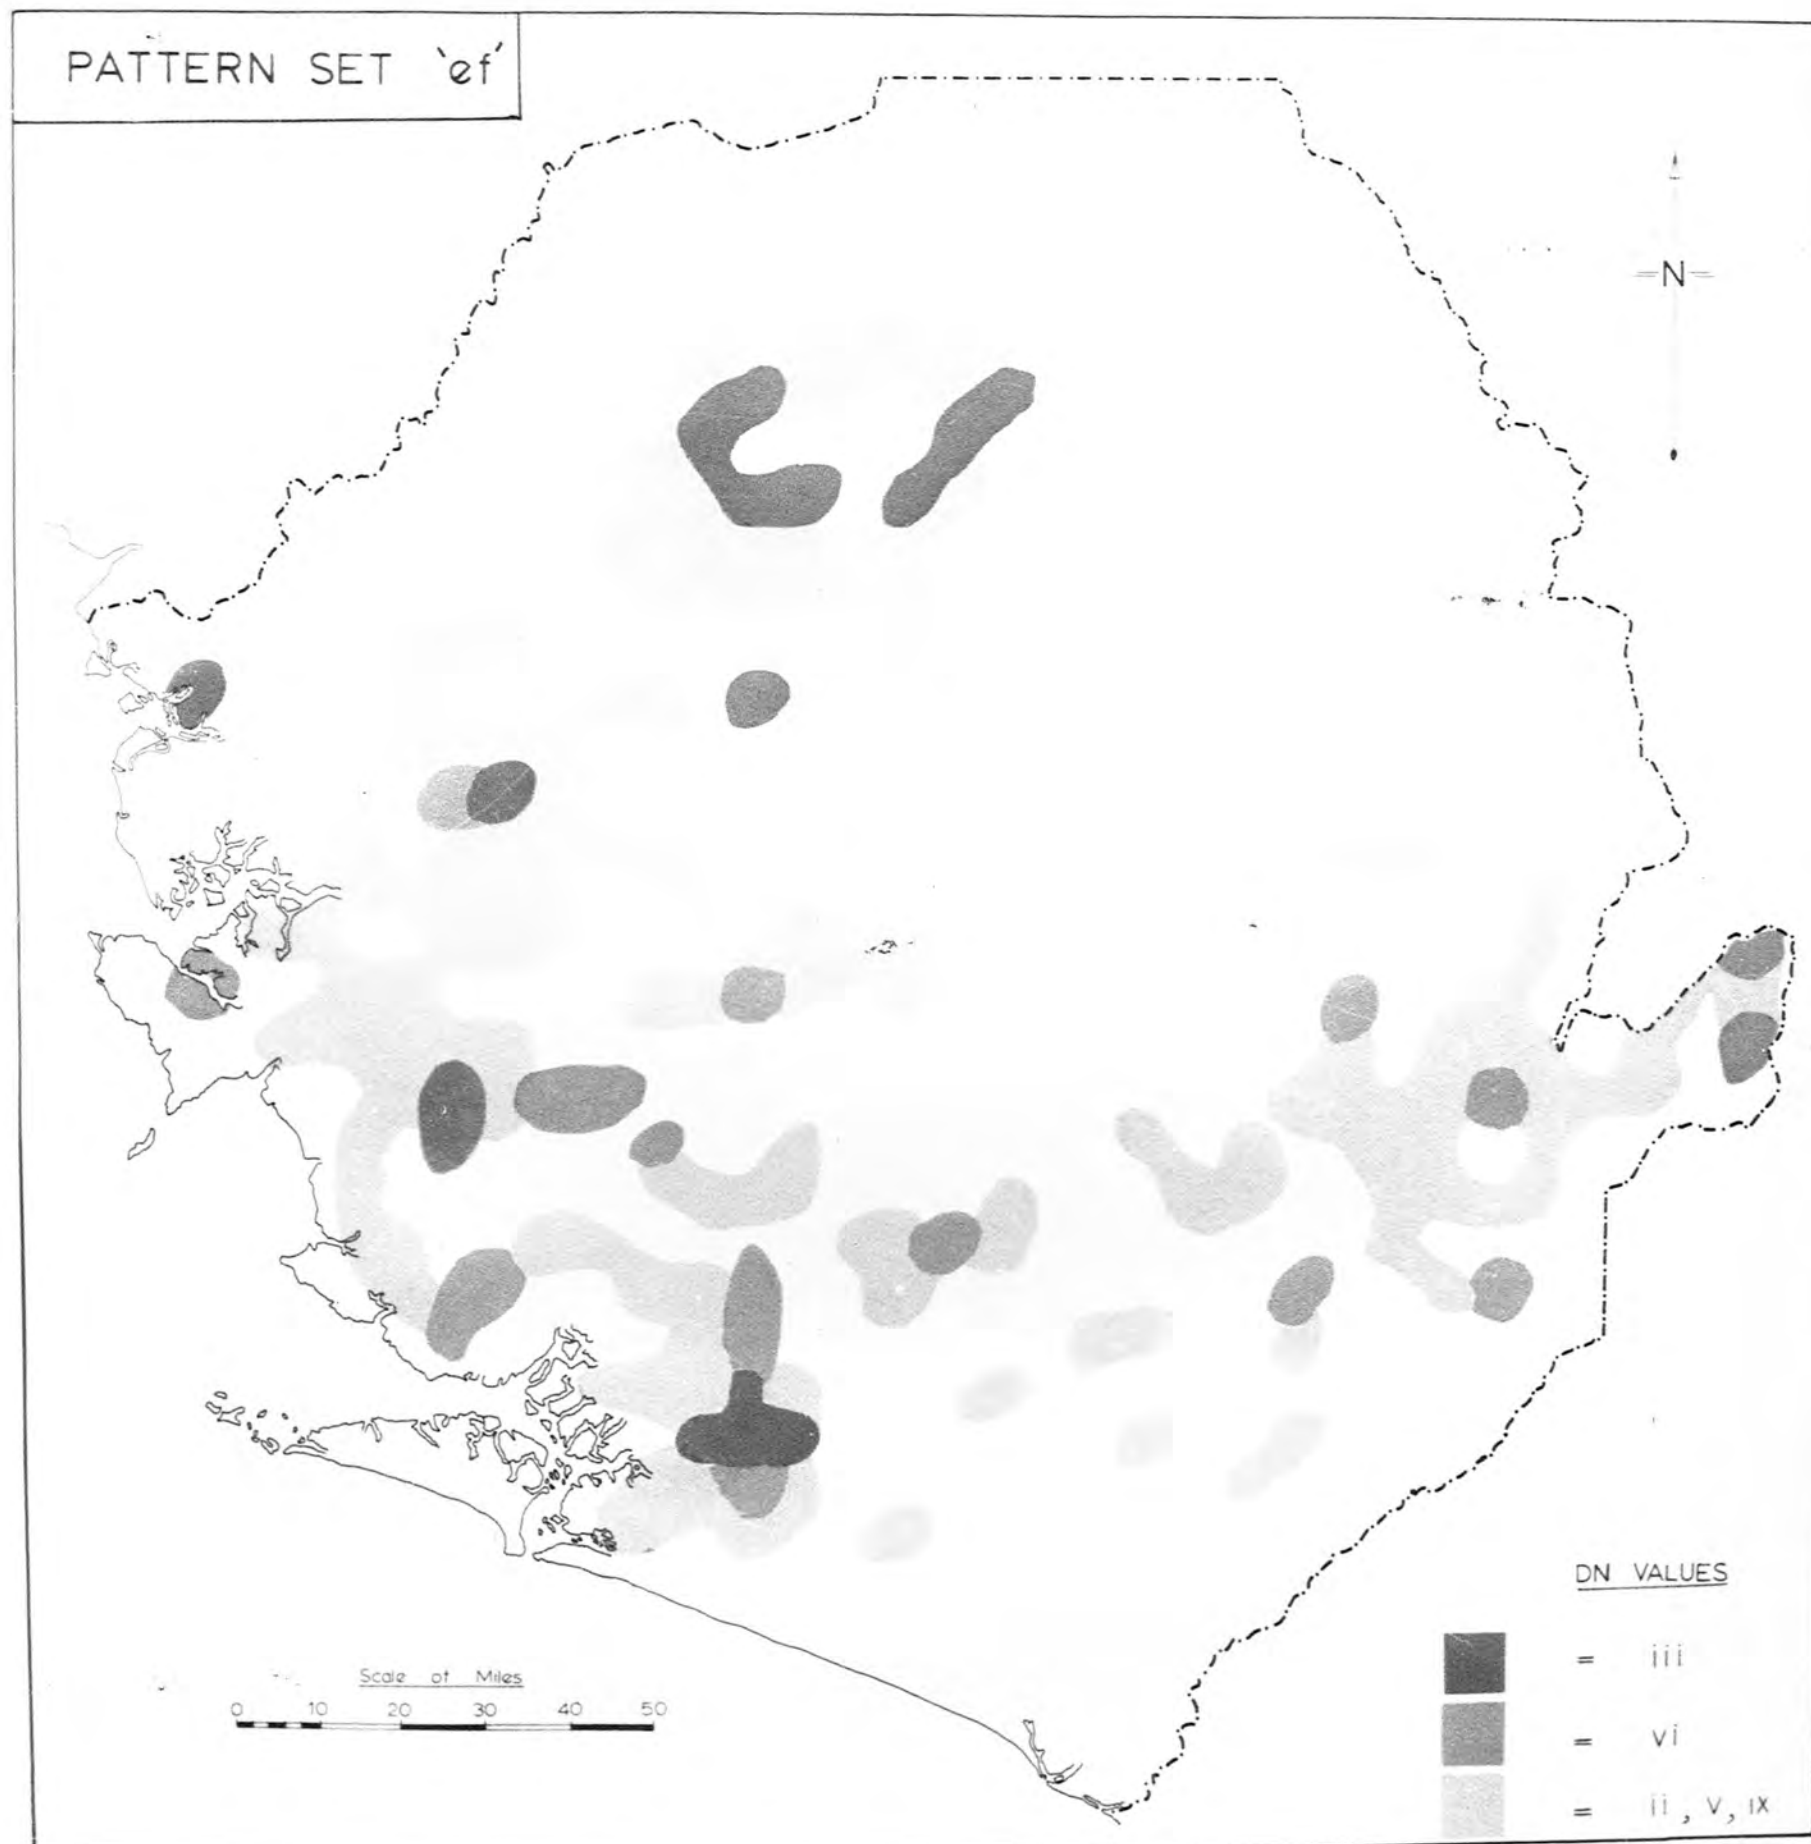 PATTERN SET 'ef'
N
Scale of Miles
0 10 20 30 40 50
DN VALUES
= iii
= vi
= ii, v, ix